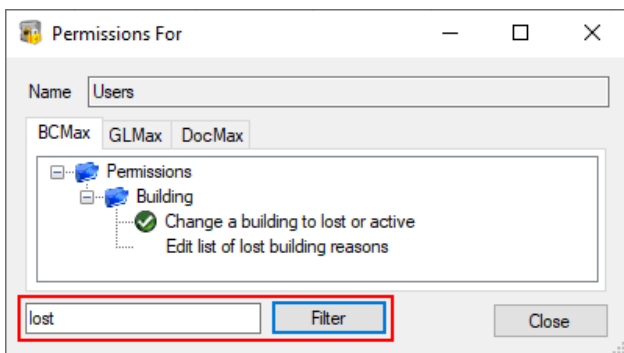 Permissions For
Name Users
BCMax GLMax DocMax
Permissions
Building
Change a building to lost or active
Edit list of lost building reasons
lost Filter Close